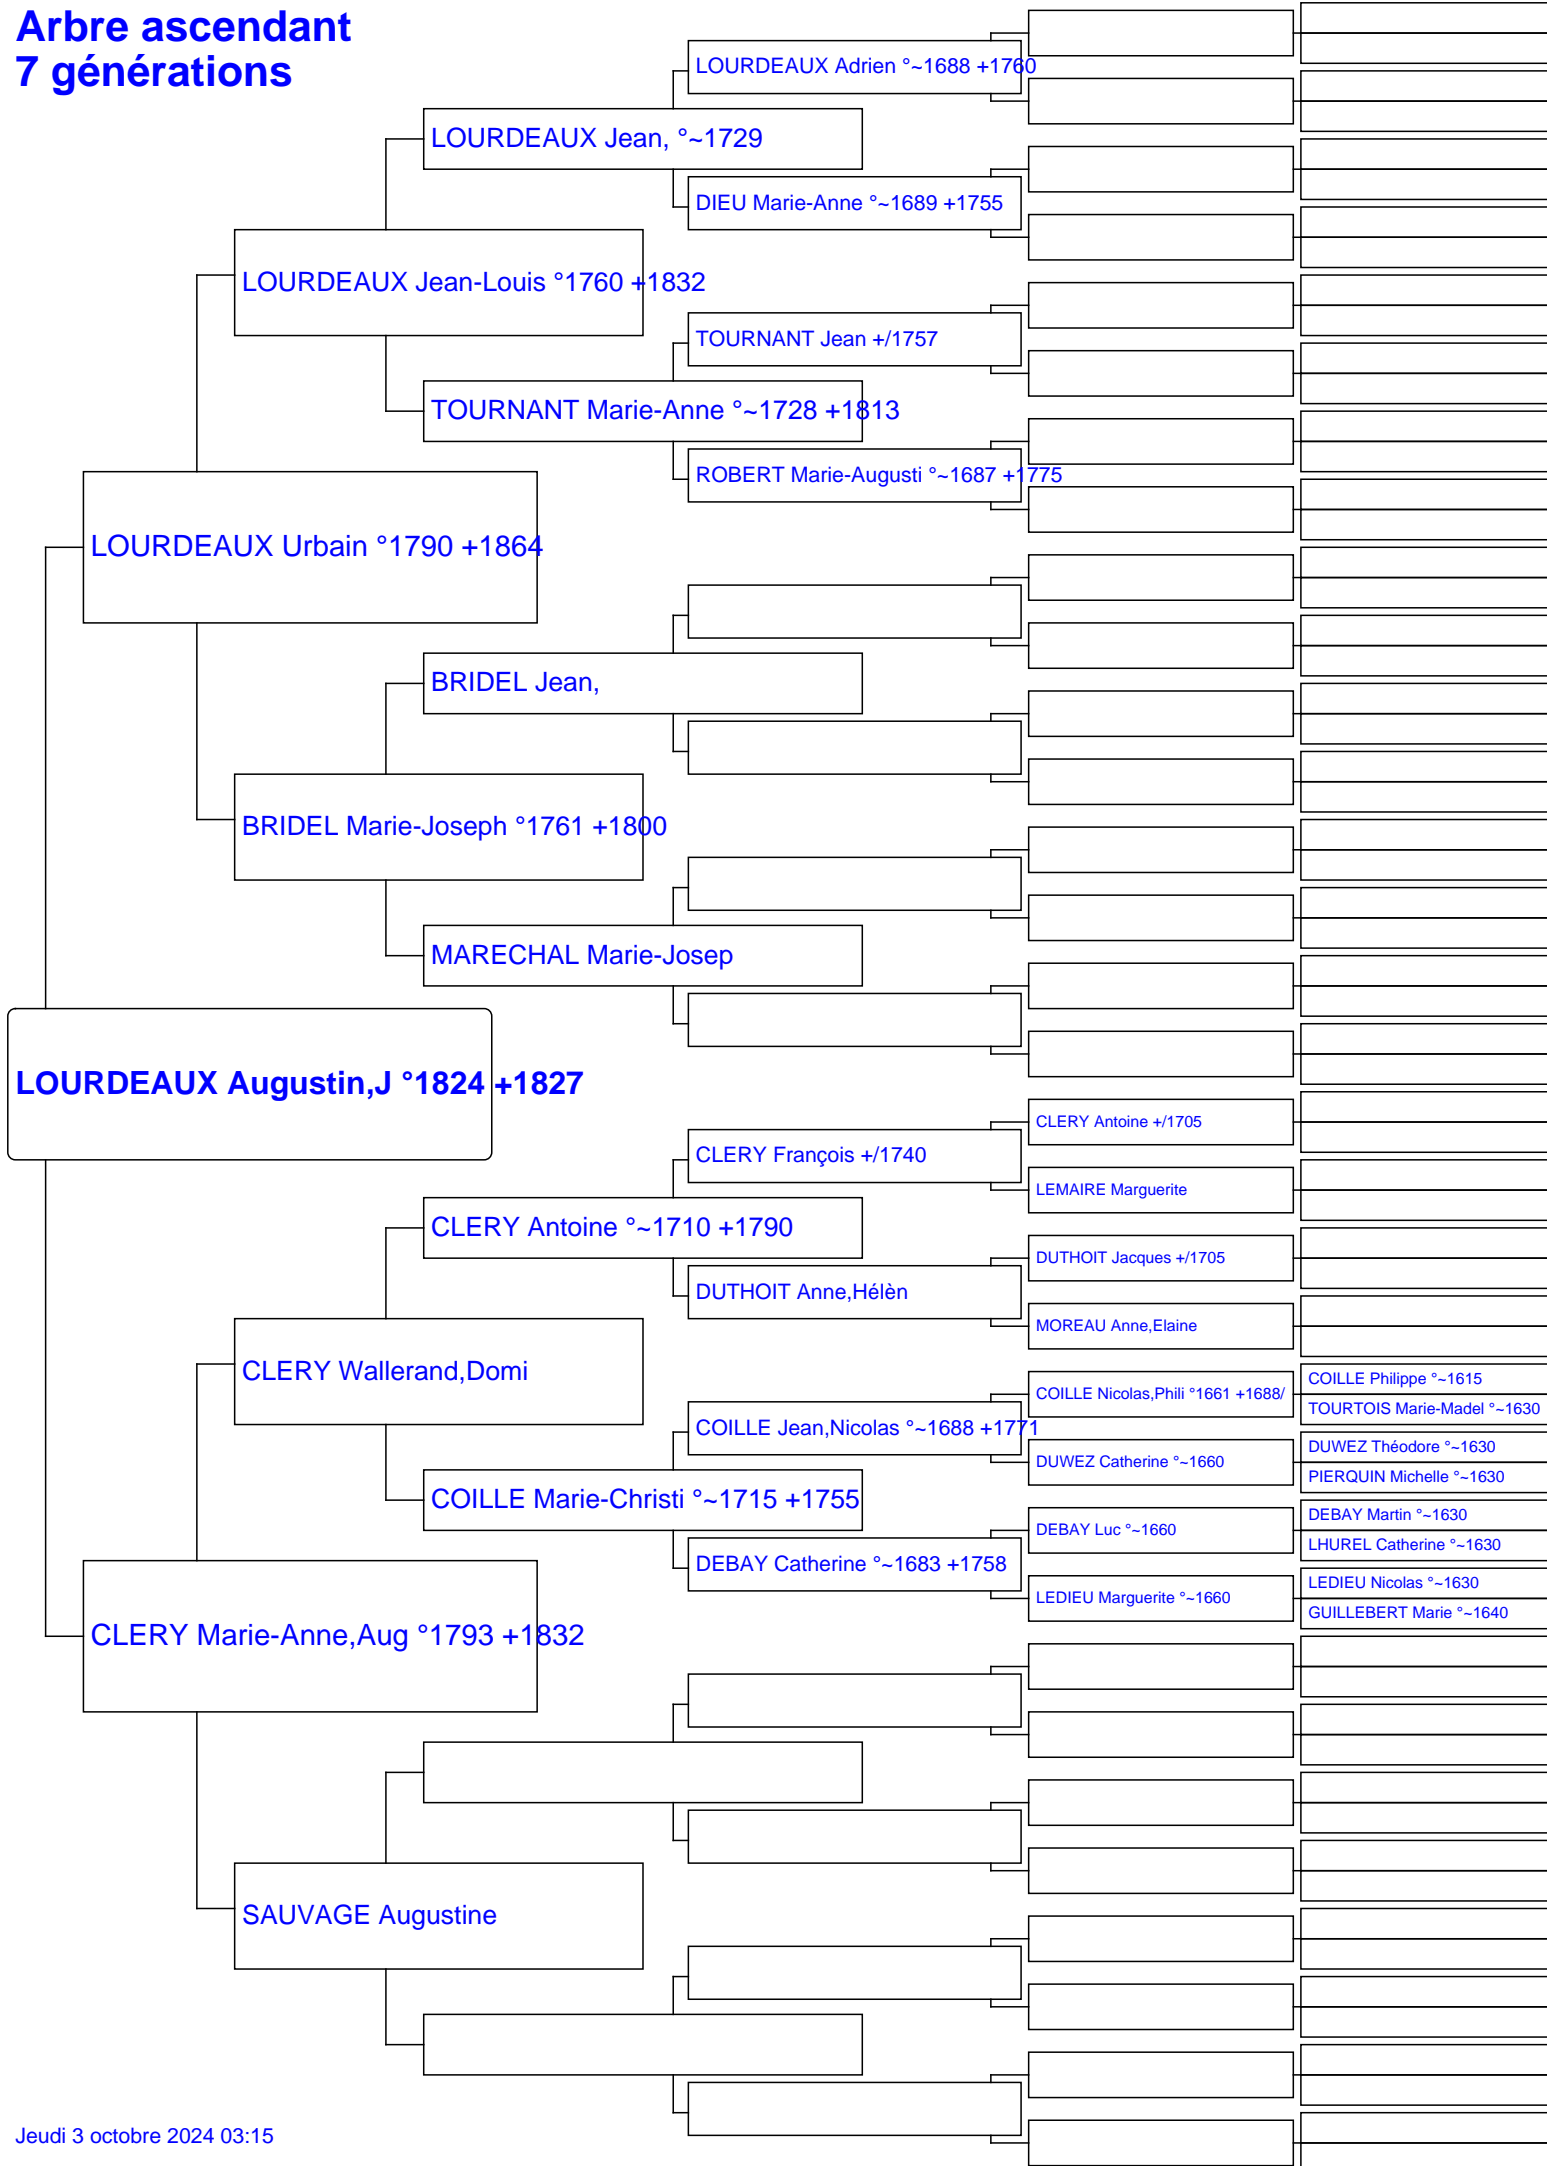 Arbre ascendant
7 générations
LOURDEAUX Adrien °~1688 +1760
LOURDEAUX Jean, °~1729
DIEU Marie-Anne °~1689 +1755
LOURDEAUX Jean-Louis °1760 +1832
TOURNANT Jean +/1757
TOURNANT Marie-Anne °~1728 +1813
ROBERT Marie-Augusti °~1687 +1775
LOURDEAUX Urbain °1790 +1864
BRIDEL Jean,
BRIDEL Marie-Joseph °1761 +1800
MARECHAL Marie-Josep
LOURDEAUX Augustin,J °1824 +1827
CLERY Antoine +/1705
CLERY François +/1740
LEMAIRE Marguerite
CLERY Antoine °~1710 +1790
DUTHOIT Jacques +/1705
DUTHOIT Anne,Hélèn
MOREAU Anne,Elaine
CLERY Wallerand,Domi
COILLE Philippe °~1615
COILLE Nicolas,Phili °1661 +1688/
TOURTOIS Marie-Madel °~1630
COILLE Jean,Nicolas °~1688 +1771
DUWEZ Théodore °~1630
DUWEZ Catherine °~1660
PIERQUIN Michelle °~1630
COILLE Marie-Christi °~1715 +1755
DEBAY Martin °~1630
DEBAY Luc °~1660
LHUREL Catherine °~1630
DEBAY Catherine °~1683 +1758
LEDIEU Nicolas °~1630
LEDIEU Marguerite °~1660
GUILLEBERT Marie °~1640
CLERY Marie-Anne,Aug °1793 +1832
SAUVAGE Augustine
Jeudi 3 octobre 2024 03:15